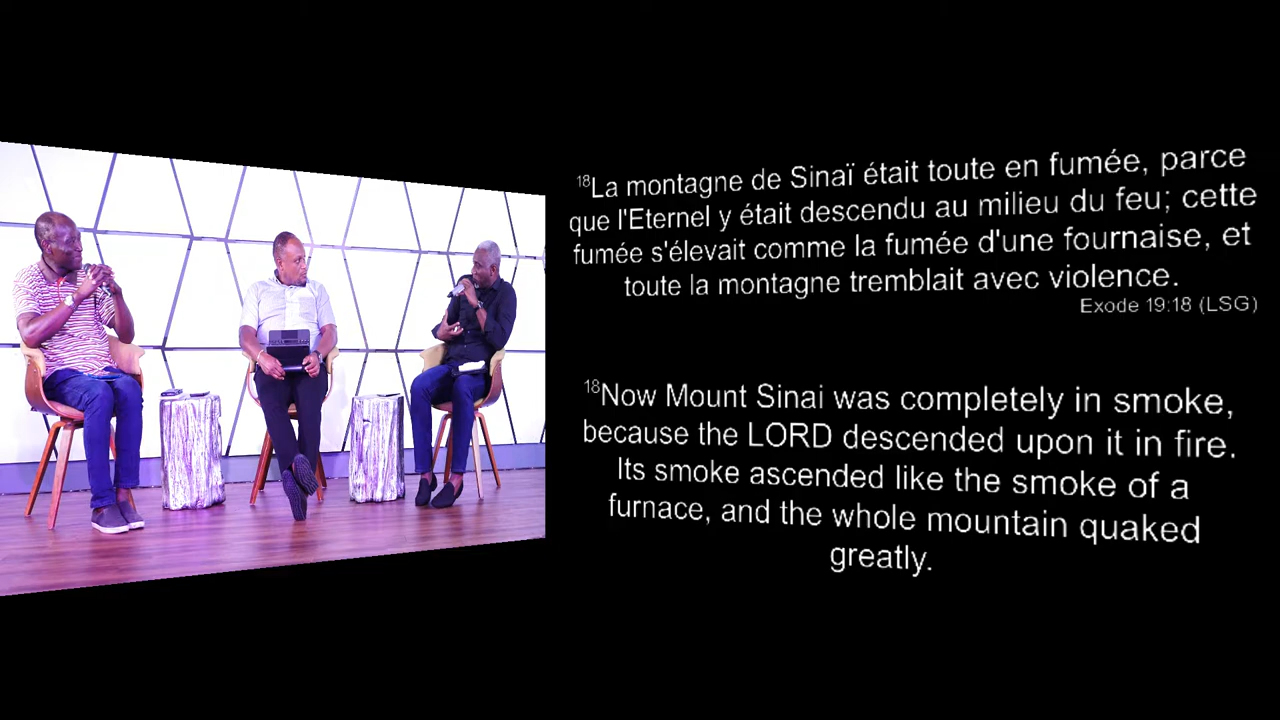 ¹⁸La montagne de Sinaï était toute en fumée, parce
que l'Eternel y était descendu au milieu du feu; cette
fumée s'élevait comme la fumée d'une fournaise, et
toute la montagne tremblait avec violence.
Exode 19:18 (LSG)
¹⁸Now Mount Sinai was completely in smoke,
because the LORD descended upon it in fire.
Its smoke ascended like the smoke of a
furnace, and the whole mountain quaked
greatly.